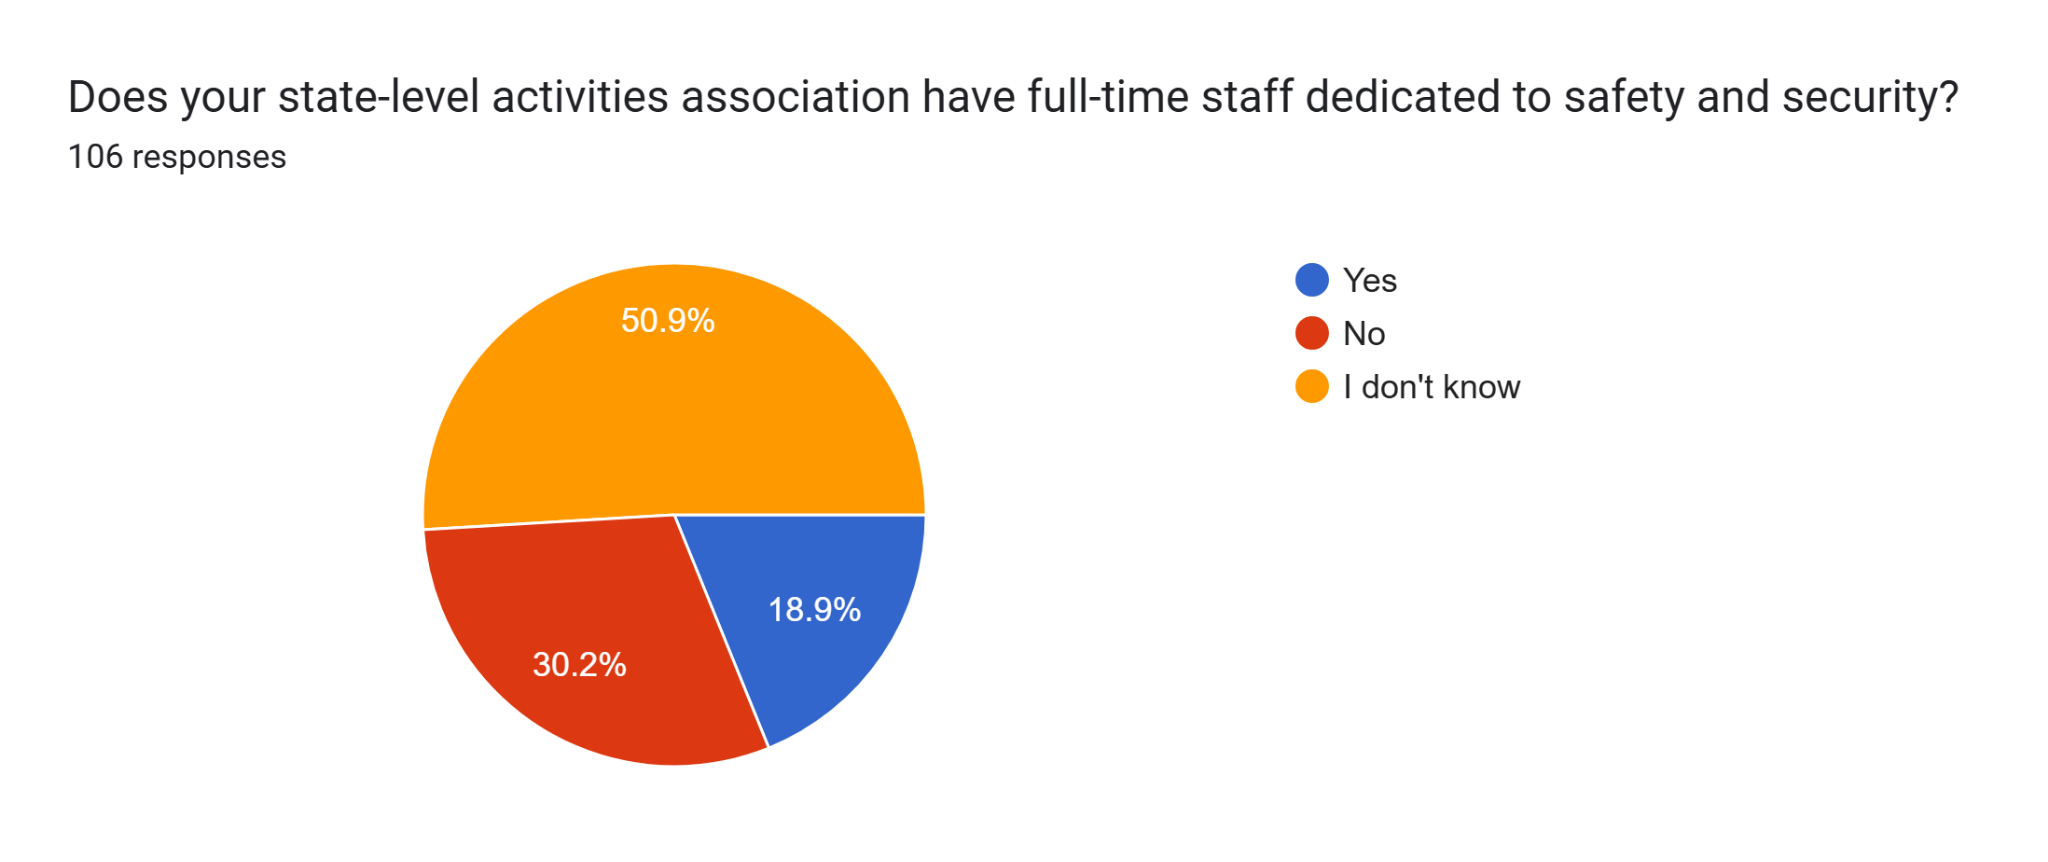 Does your state-level activities association have full-time staff dedicated to safety and security?
106 responses
50.9%
18.9%
30.2%
Yes
No
I don't know